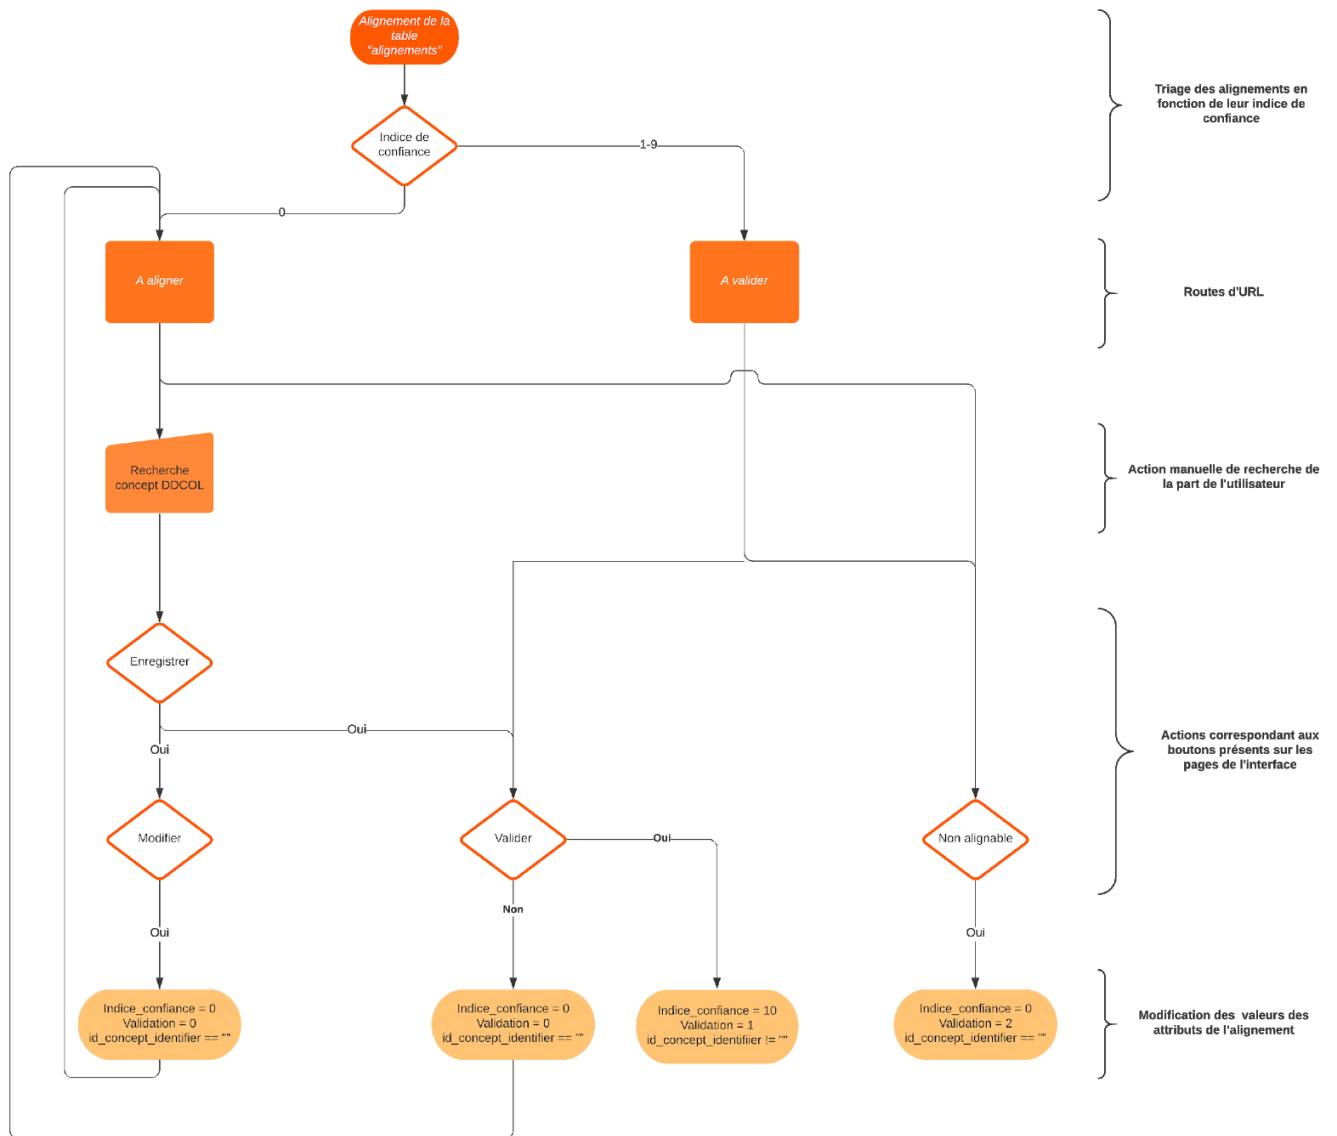 Alignement de la
table
"alignements"
Triage des alignements en
fonction de leur indice de
confiance
Indice de
confiance
1-9
0
A aligner
A valider
Routes d'URL
Recherche
concept DDCOL
Action manuelle de recherche de
la part de l'utilisateur
Enregistrer
Oui
Oui
Actions correspondant aux
boutons présents sur les
pages de l'interface
Modifier
Valider
Oui
Non alignable
Non
Oui
Oui
Indice_confiance = 0
Validation = 0
id_concept_identifier == ""
Indice_confiance = 0
Validation = 0
id_concept_identifier == ""
Indice_confiance = 10
Validation = 1
id_concept_identifiier != ""
Indice_confiance = 0
Validation = 2
id_concept_identifier == ""
Modification des  valeurs des
attributs de l'alignement